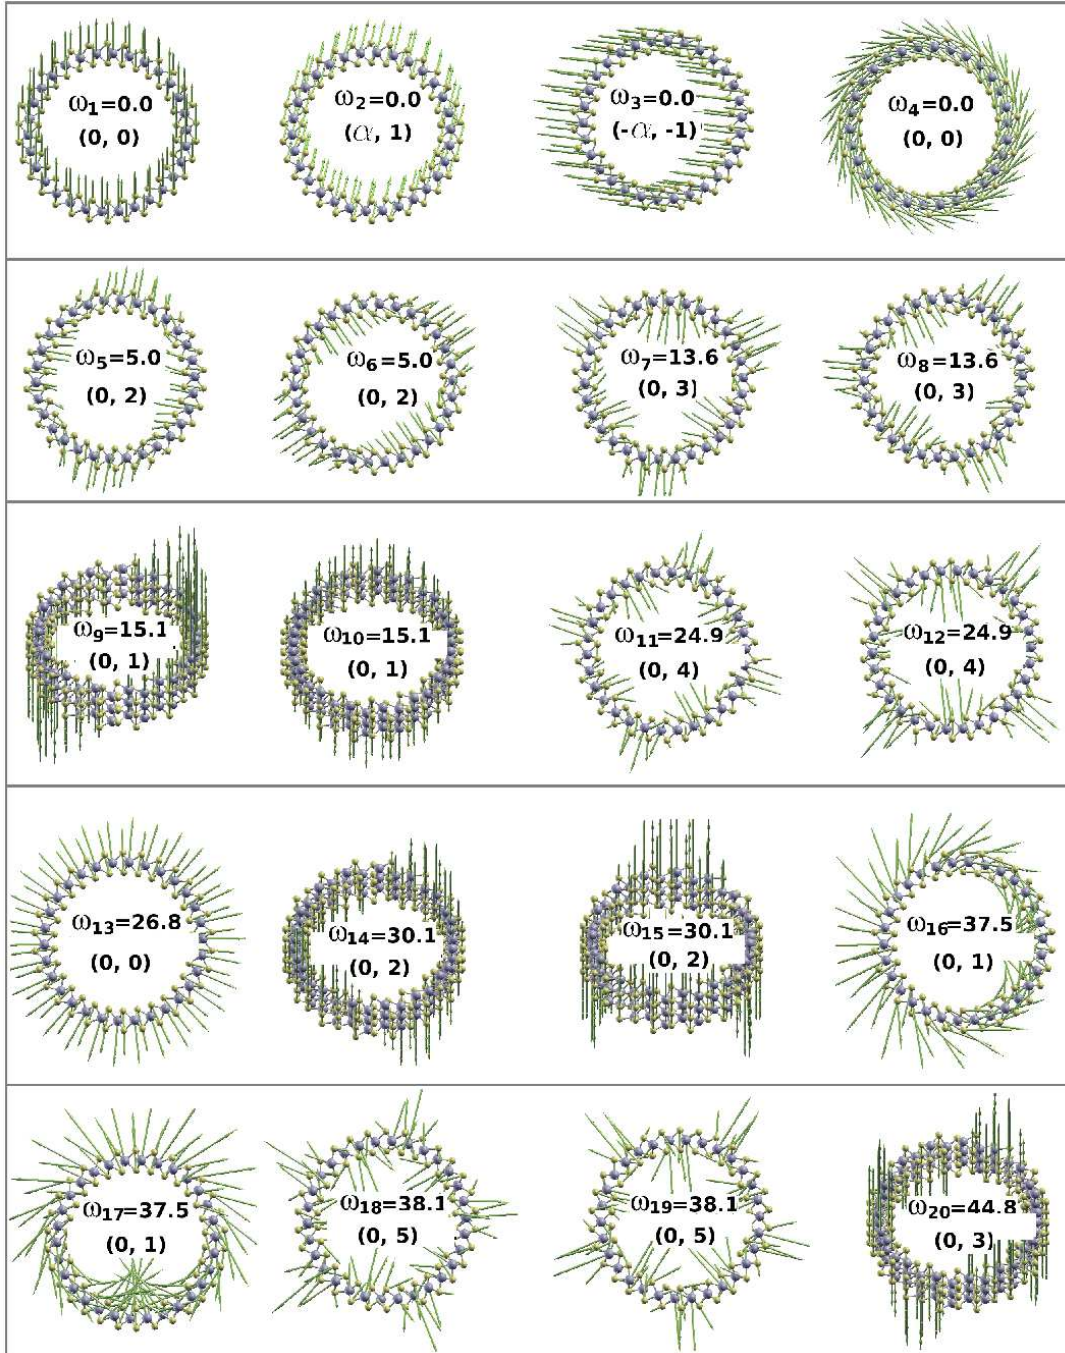 ω1=0.0
(0, 0)
ω2=0.0
(α, 1)
ω3=0.0
(-α, -1)
ω4=0.0
(0, 0)
ω5=5.0
(0, 2)
ω6=5.0
(0, 2)
ω7=13.6
(0, 3)
ω8=13.6
(0, 3)
ω9=15.1
(0, 1)
ω10=15.1
(0, 1)
ω11=24.9
(0, 4)
ω12=24.9
(0, 4)
ω13=26.8
(0, 0)
ω14=30.1
(0, 2)
ω15=30.1
(0, 2)
ω16=37.5
(0, 1)
ω17=37.5
(0, 1)
ω18=38.1
(0, 5)
ω19=38.1
(0, 5)
ω20=44.8
(0, 3)